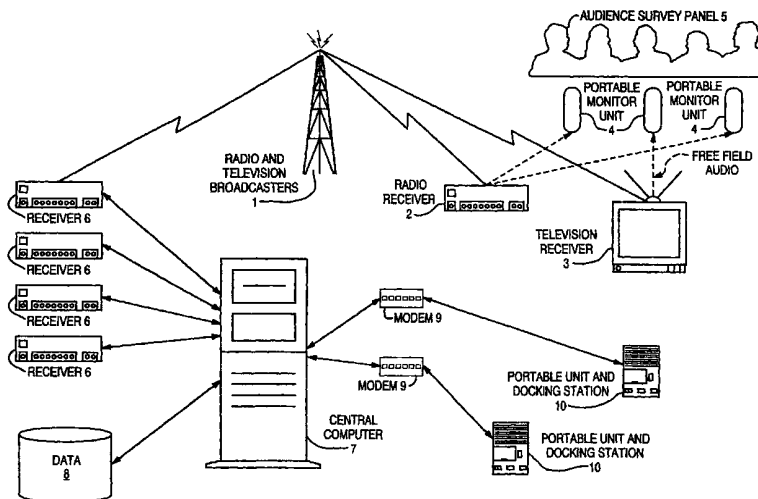 AUDIENCE SURVEY PANEL 5
PORTABLE
MONITOR
UNIT
4
PORTABLE
MONITOR
UNIT
4
RADIO AND
TELEVISION
BROADCASTERS
1
RADIO
RECEIVER
2
FREE FIELD
AUDIO
TELEVISION
RECEIVER
3
RECEIVER 6
RECEIVER 6
RECEIVER 6
RECEIVER 6
MODEM 9
MODEM 9
PORTABLE UNIT AND
DOCKING STATION
10
PORTABLE UNIT AND
DOCKING STATION
10
CENTRAL
COMPUTER
7
DATA
8